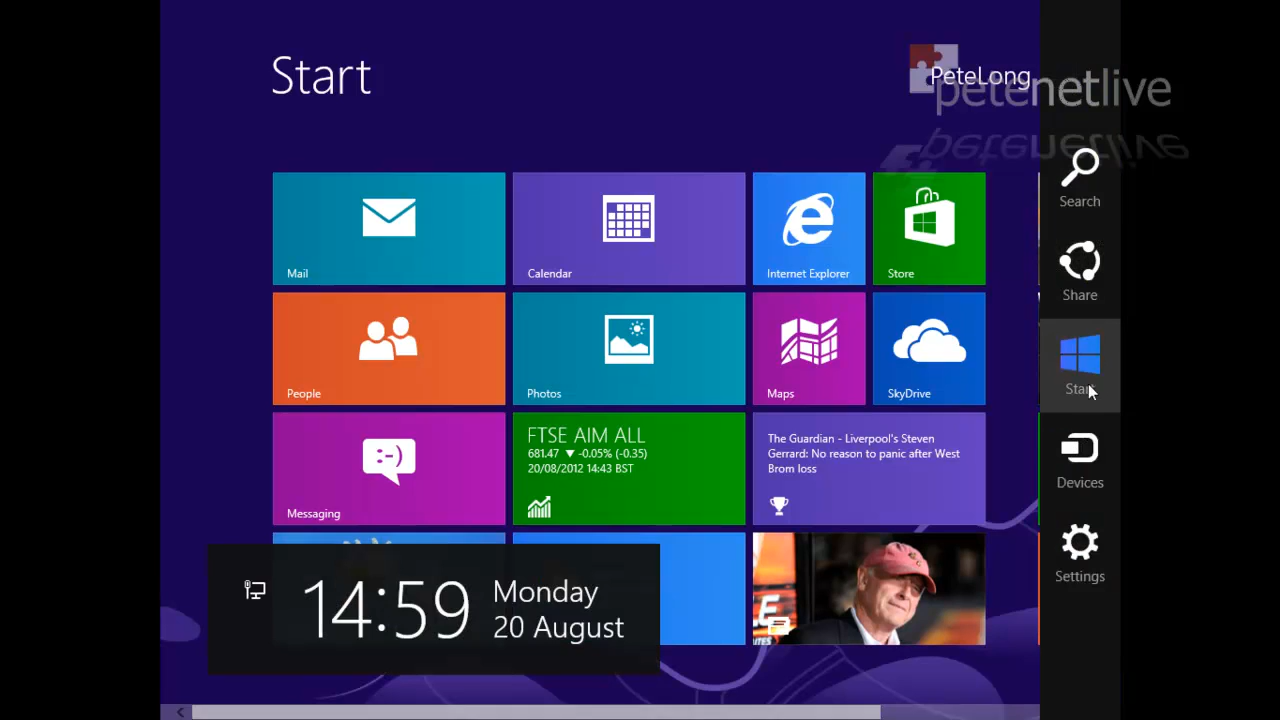 Start
PeteLong
petenetlive
Search
Share
Start
Devices
Settings
Mail
Calendar
Internet Explorer
Store
People
Photos
Maps
SkyDrive
Messaging
:-)
FTSE AIM ALL
681.47 ▼ -0.05% (-0.35)
20/08/2012 14:43 BST
The Guardian - Liverpool's Steven
Gerrard: No reason to panic after West
Brom loss
14:59
Monday
20 August